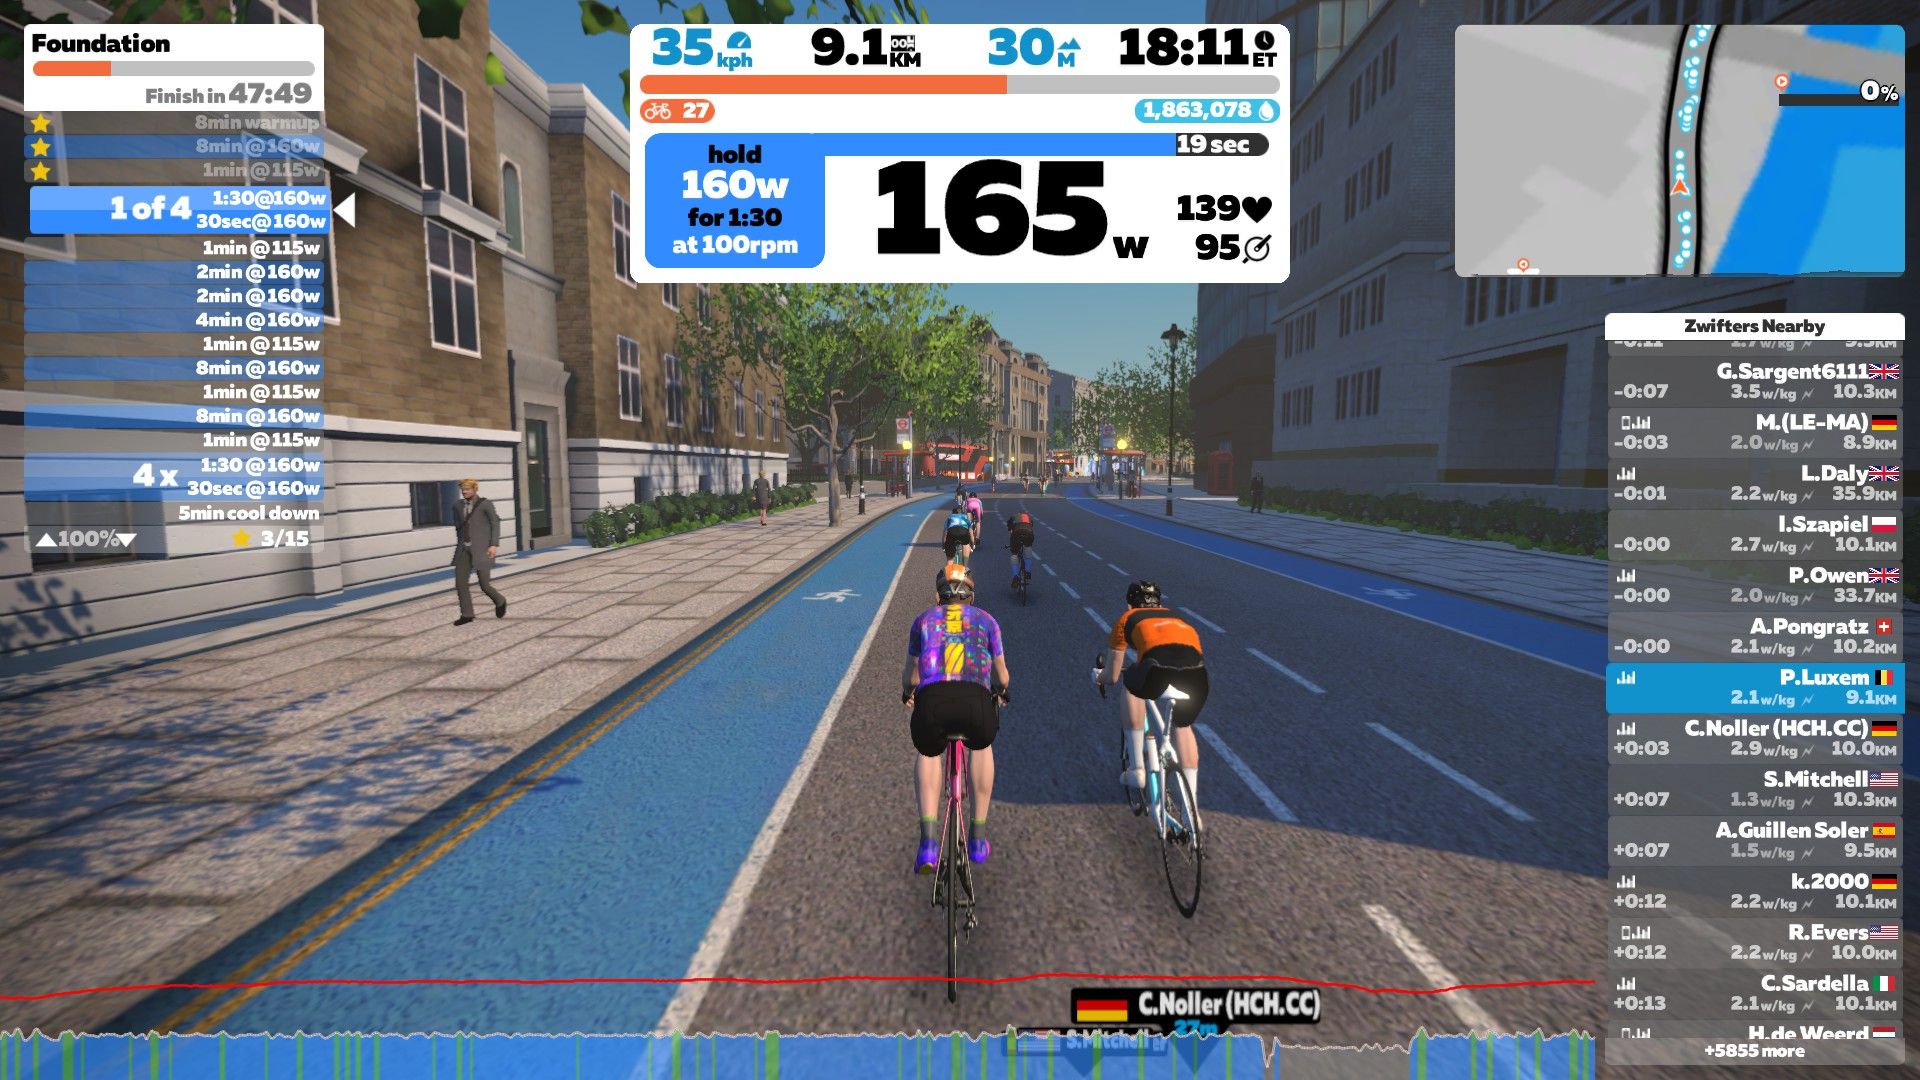 Foundation
Finish in 47:49
8min warmup
8min @160w
1min @115w
1 of 4
1:30@160w
30sec@160w
1min @115w
2min @160w
2min @160w
4min @160w
1min @115w
8min @160w
1min @115w
8min @160w
1min @115w
4 x
1:30 @160w
30sec @160w
5min cool down
100%
3/15
35 kph
9.1 KM
30 M
18:11 ET
27
1,863,078
hold
160w
for 1:30
at 100rpm
19 sec
165 w
139
95
0%
Zwifters Nearby
-0:11 1.7w/kg 9.5KM
G.Sargent6111
-0:07 3.5w/kg 10.3KM
M.(LE-MA)
-0:03 2.0w/kg 8.9KM
L.Daly
-0:01 2.2w/kg 35.9KM
I.Szapiel
-0:00 2.7w/kg 10.1KM
P.Owen
-0:00 2.0w/kg 33.7KM
A.Pongratz
-0:00 2.1w/kg 10.2KM
P.Luxem
2.1w/kg 9.1KM
C.Noller (HCH.CC)
+0:03 2.9w/kg 10.0KM
S.Mitchell
+0:07 1.3w/kg 10.3KM
A.Guillen Soler
+0:07 1.5w/kg 9.5KM
k.2000
+0:12 2.2w/kg 10.1KM
R.Evers
+0:12 2.2w/kg 10.0KM
C.Sardella
+0:13 2.1w/kg 10.1KM
H.de Weerd
+5855 more
C.Noller (HCH.CC)
27m
S.Mitchell